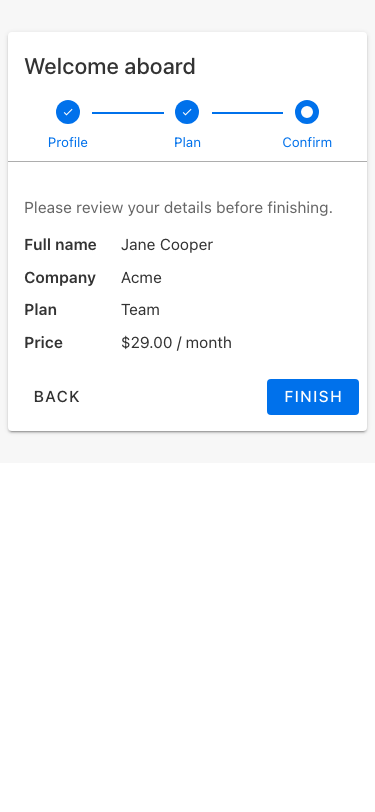 Welcome aboard
Profile Plan Confirm
Please review your details before finishing.
Full name Jane Cooper
Company Acme
Plan Team
Price $29.00 / month
BACK FINISH